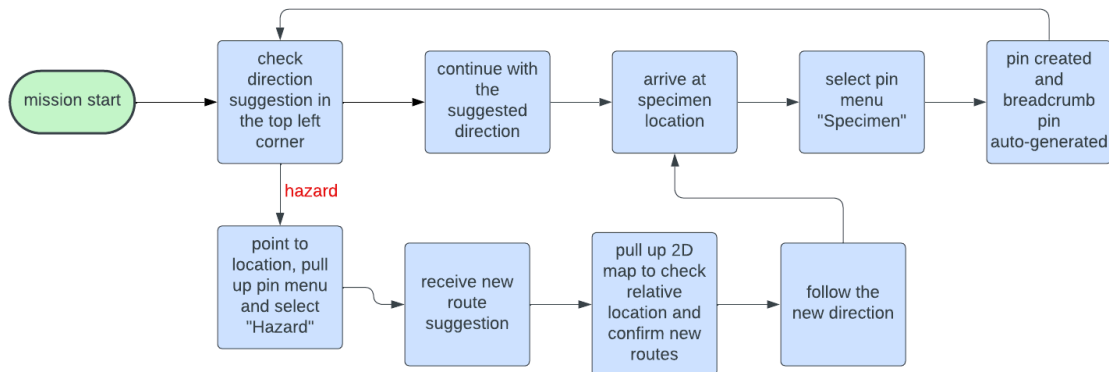 mission start
check
direction
suggestion in
the top left
corner
continue with
the
suggested
direction
arrive at
specimen
location
select pin
menu
"Specimen"
pin created
and
breadcrumb
pin
auto-generated
hazard
point to
location, pull
up pin menu
and select
"Hazard"
receive new
route
suggestion
pull up 2D
map to check
relative
location and
confirm new
routes
follow the
new direction